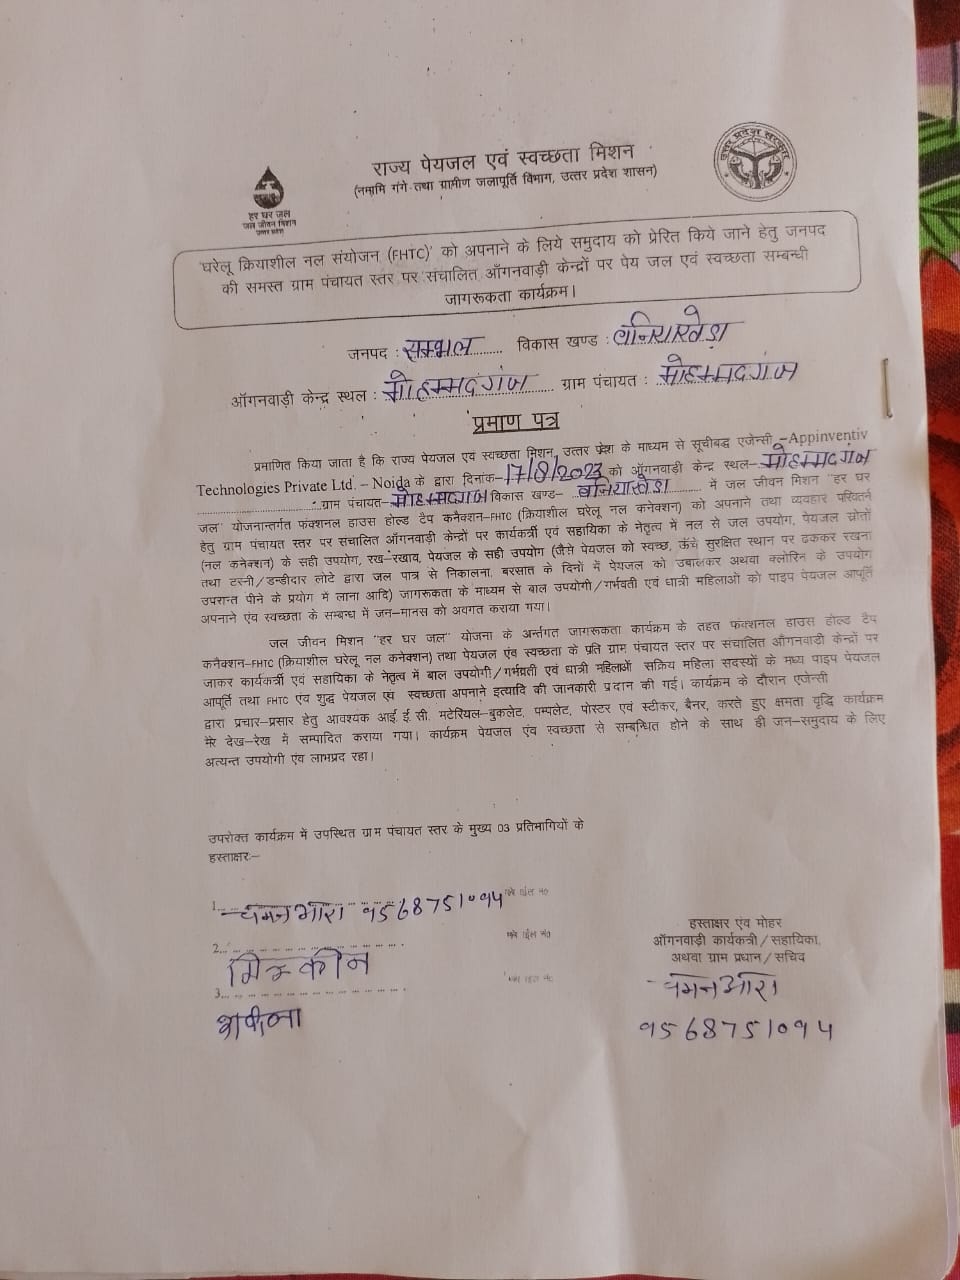 राज्य पेयजल एवं स्वच्छता मिशन
(नमामि गंगे तथा ग्रामीण जलापूर्ति विभाग, उत्तर प्रदेश शासन)
हर घर जल
जल जीवन मिशन
उत्तर प्रदेश
उत्तर प्रदेश सरकार
'घरेलू क्रियाशील नल संयोजन (FHTC)' को अपनाने के लिये समुदाय को प्रेरित किये जाने हेतु जनपद
की समस्त ग्राम पंचायत स्तर पर संचालित ऑंगनवाड़ी केन्द्रों पर पेय जल एवं स्वच्छता सम्बन्धी
जागरूकता कार्यक्रम।
जनपद : सम्भल विकास खण्ड : बनियाखेड़ा
ऑंगनवाड़ी केन्द्र स्थल : मोहम्मदगंज ग्राम पंचायत : मोहम्मदगंज
प्रमाण पत्र
प्रमाणित किया जाता है कि राज्य पेयजल एवं स्वच्छता मिशन, उत्तर प्रदेश के माध्यम से सूचीबद्ध एजेन्सी –Appinventiv
Technologies Private Ltd. – Noida के द्वारा दिनांक–17/8/2023 को ऑंगनवाड़ी केन्द्र स्थल–मोहम्मदगंज
ग्राम पंचायत–मोहम्मदगंज विकास खण्ड– बनियाखेडा में जल जीवन मिशन "हर घर
जल" योजनान्तर्गत फंक्शनल हाउस होल्ड टैप कनैक्शन–FHTC (क्रियाशील घरेलू नल कनेक्शन) को अपनाने तथा व्यवहार परिवर्तन
हेतु ग्राम पंचायत स्तर पर संचालित ऑंगनवाड़ी केन्द्रों पर कार्यकर्त्री एवं सहायिका के नेतृत्व में नल से जल उपयोग, पेयजल स्रोतों
(नल कनेक्शन) के सही उपयोग, रख-रखाव, पेयजल के सही उपयोग (जैसे पेयजल को स्वच्छ, ऊंचे सुरक्षित स्थान पर ढककर रखना
तथा टस्नी/डन्डीदार लोटे द्वारा जल पात्र से निकालना, बरसात के दिनों में पेयजल को उबालकर अथवा क्लोरिन के उपयोग
उपरान्त पीने के प्रयोग में लाना आदि) जागरूकता के माध्यम से बाल उपयोगी/गर्भवती एवं धात्री महिलाओं को पाइप पेयजल आपूर्ति
अपनाने एंव स्वच्छता के सम्बन्ध में जन–मानस को अवगत कराया गया।
जल जीवन मिशन "हर घर जल" योजना के अर्न्तगत जागरूकता कार्यक्रम के तहत फंक्शनल हाउस होल्ड टैप
कनैक्शन–FHTC (क्रियाशील घरेलू नल कनेक्शन) तथा पेयजल एंव स्वच्छता के प्रति ग्राम पंचायत स्तर पर संचालित ऑंगनवाड़ी केन्द्रों पर
जाकर कार्यकर्त्री एवं सहायिका के नेतृत्व में बाल उपयोगी/गर्भवती एवं धात्री महिलाओं सक्रिय महिला सदस्यों के मध्य पाइप पेयजल
आपूर्ति तथा FHTC एंव शुद्ध पेयजल एवं स्वच्छता अपनाने इत्यादि की जानकारी प्रदान की गई। कार्यक्रम के दौरान एजेन्सी
द्वारा प्रचार–प्रसार हेतु आवश्यक आई.ई.सी. मटेरियल–बुकलेट, पम्पलेट, पोस्टर एवं स्टीकर, बैनर, करते हुए क्षमता वृद्धि कार्यक्रम
मेरे देख–रेख में सम्पादित कराया गया। कार्यक्रम पेयजल एंव स्वच्छता से सम्बन्धित होने के साथ ही जन–समुदाय के लिए
अत्यन्त उपयोगी एंव लाभप्रद रहा।
उपरोक्त कार्यक्रम में उपस्थित ग्राम पंचायत स्तर के मुख्य 03 प्रतिभागियों के
हस्ताक्षर:–
1. चमन आरा 9568751094
2.
मिस्कीन
3.
हस्ताक्षर एंव मोहर
ऑंगनवाड़ी कार्यकत्री/सहायिका,
अथवा ग्राम प्रधान/सचिव
चमन आरा
9568751094